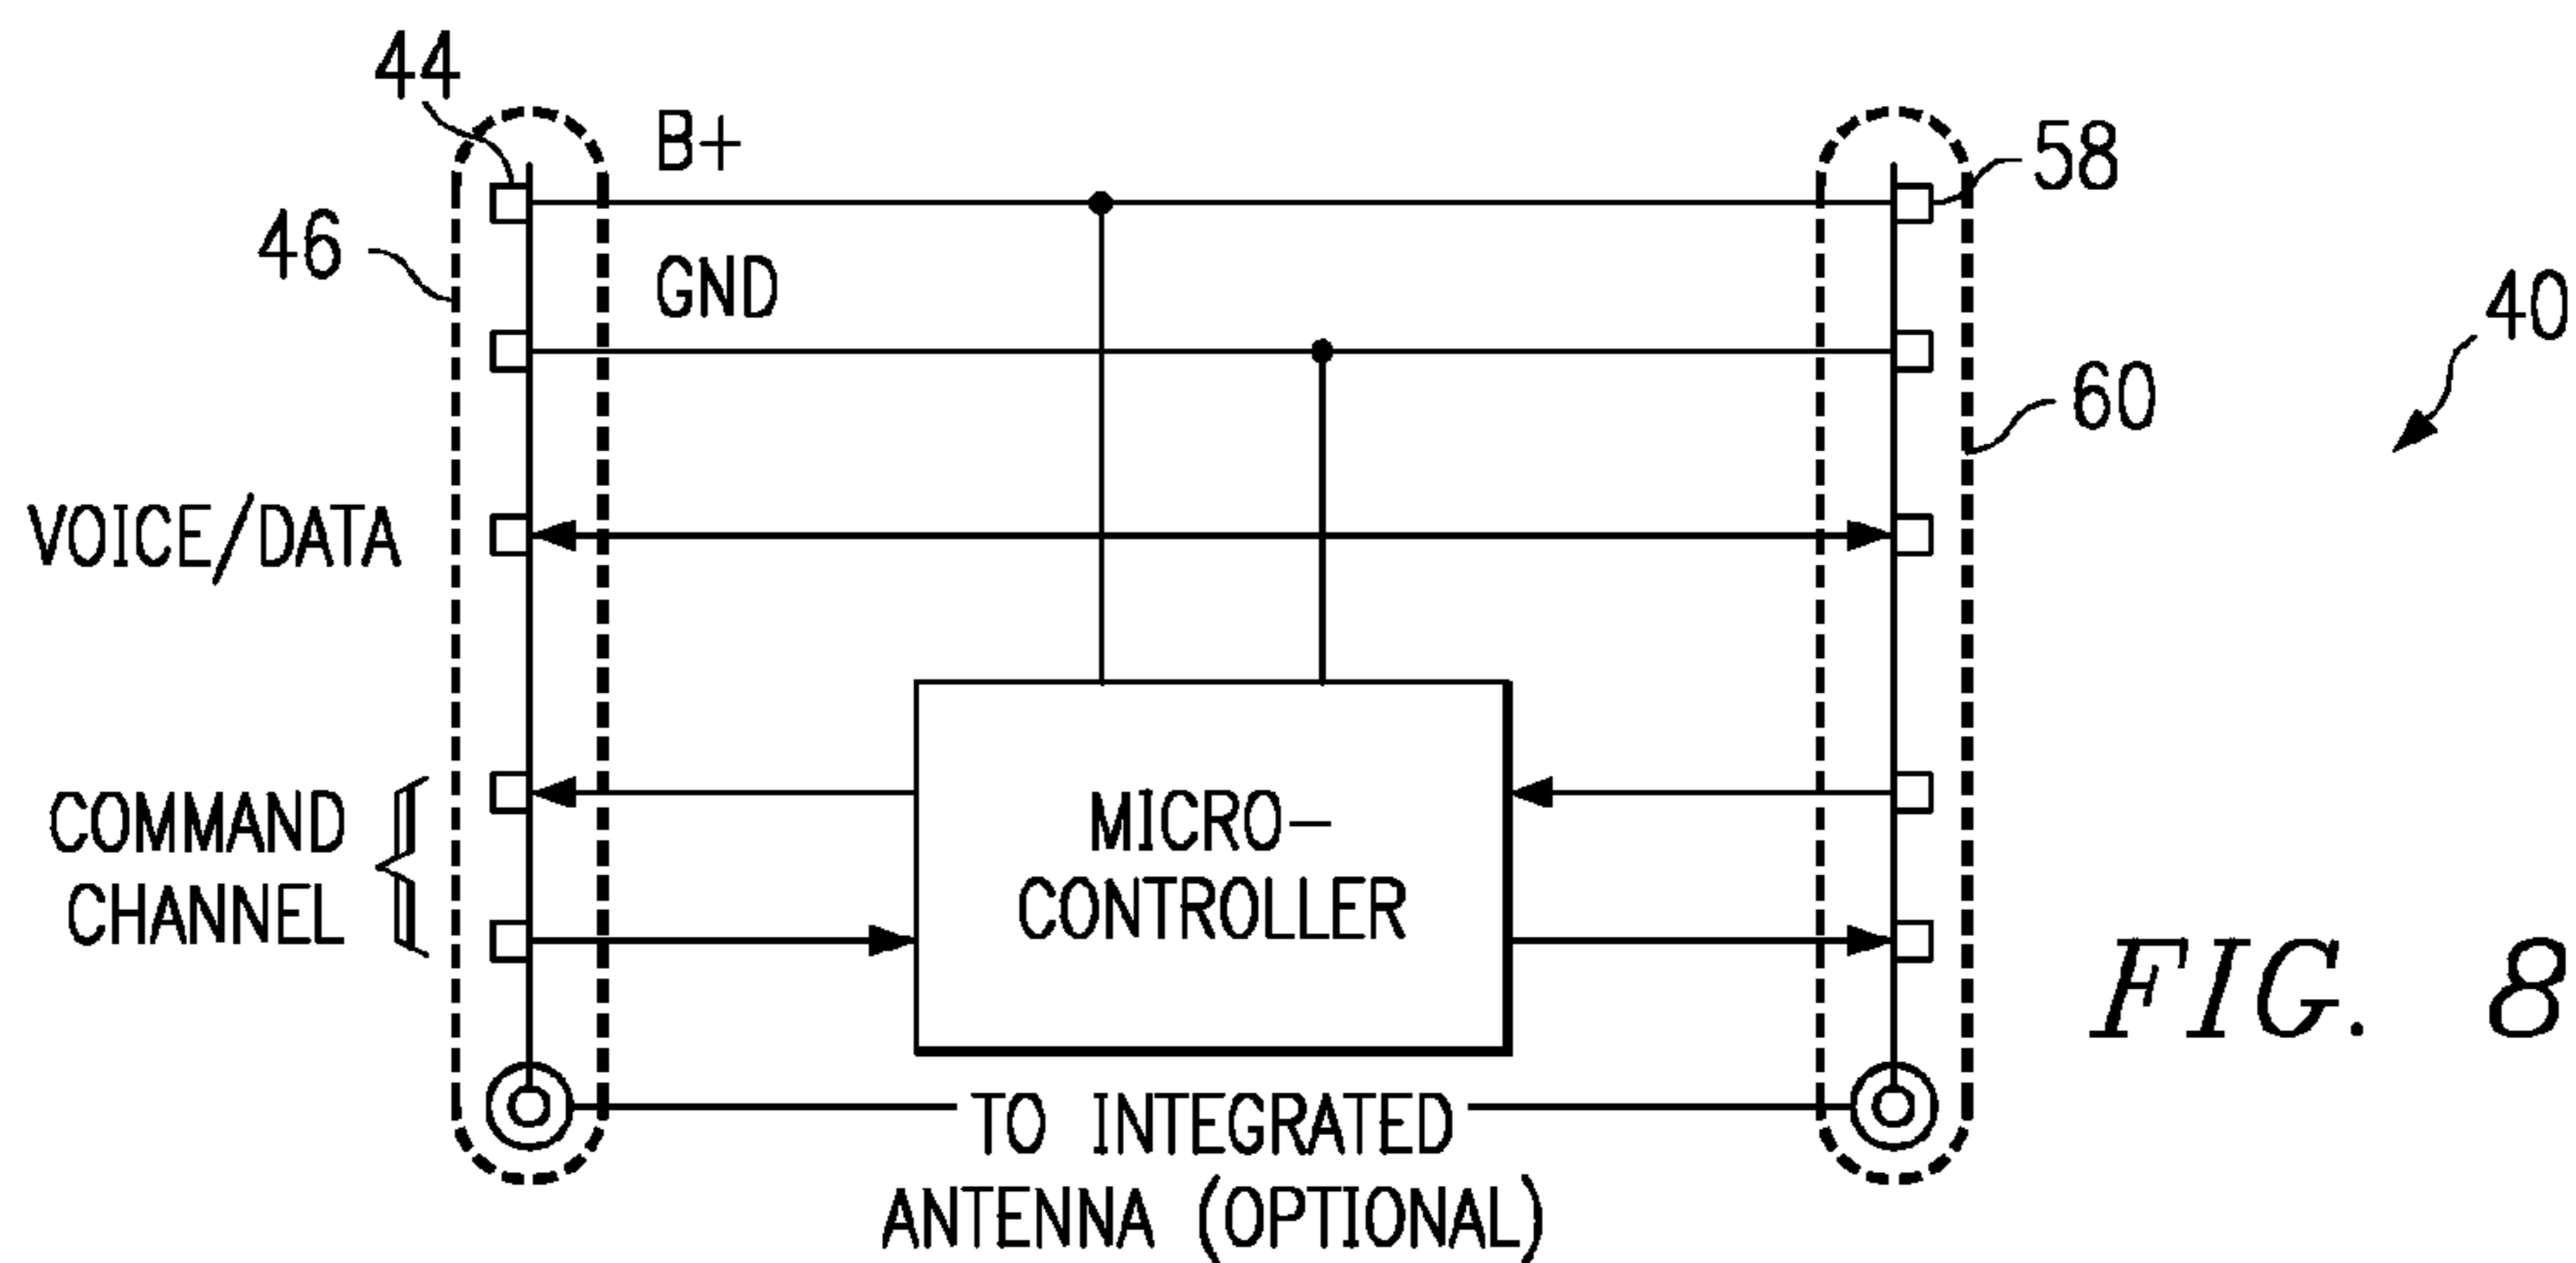 44
B+
58
46
GND
40
60
VOICE/DATA
COMMAND
CHANNEL
MICRO-
CONTROLLER
FIG. 8
TO INTEGRATED
ANTENNA (OPTIONAL)